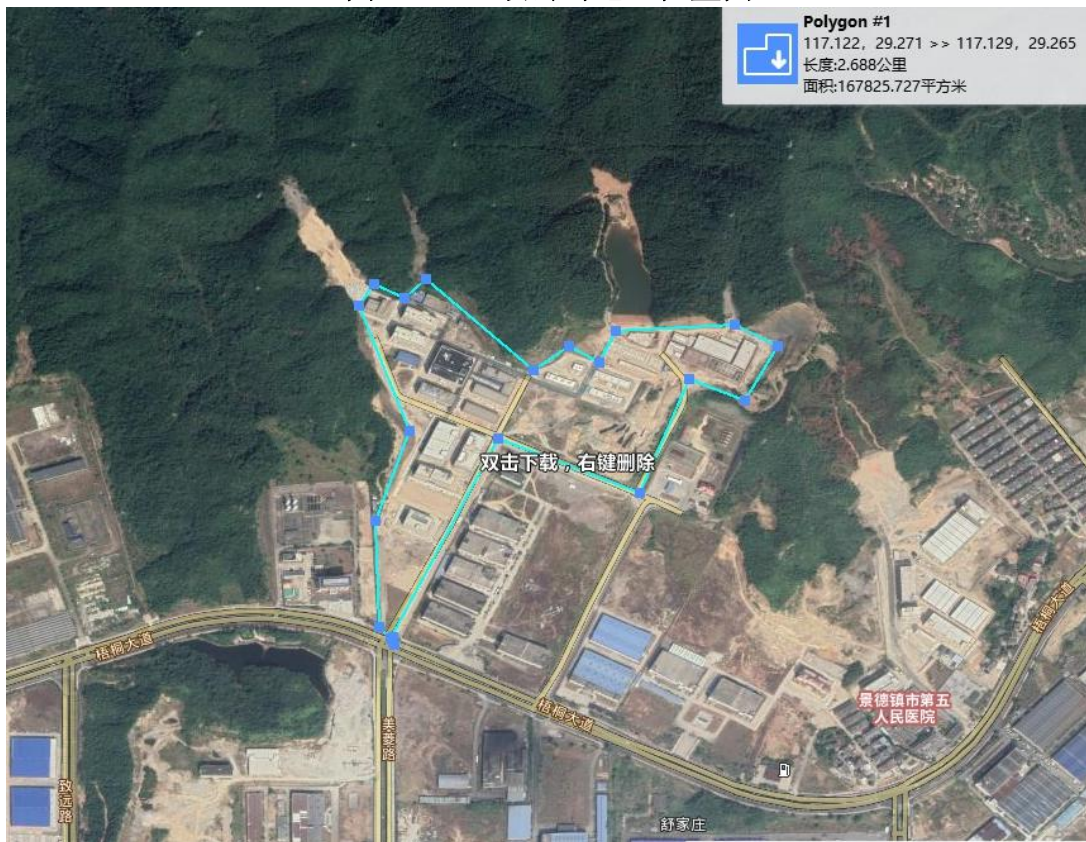 Polygon #1
117.122，29.271 >> 117.129，29.265
长度:2.688公里
面积:167825.727平方米
双击下载，右键删除
梧桐大道
梧桐大道
梧桐大道
景德镇市第五
人民医院
美菱路
致远路
舒家庄